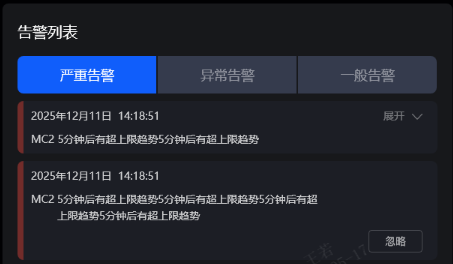 告警列表
严重告警
异常告警
一般告警
2025年12月11日 14:18:51
展开
MC2 5分钟后有超上限趋势5分钟后有超上限趋势
2025年12月11日 14:18:51
MC2 5分钟后有超上限趋势5分钟后有超上限趋势5分钟后有超
上限趋势5分钟后有超上限趋势
忽略